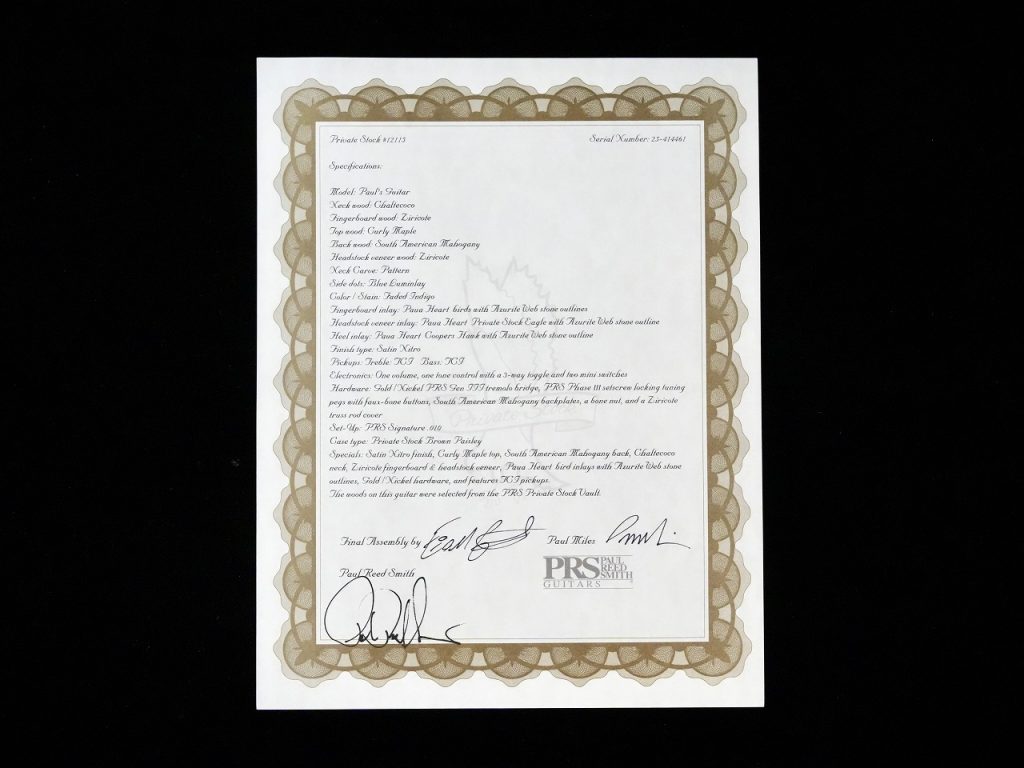 Private Stock #12115 Serial Number: 25-414461
Specifications:
Model: Paul's Guitar
Neck wood: Chaltecoco
Fingerboard wood: Ziricote
Top wood: Curly Maple
Back wood: South American Mahogany
Headstock veneer wood: Ziricote
Neck Carve: Pattern
Side dots: Blue Luminlay
Color / Stain: Faded Indigo
Fingerboard inlay: Paua Heart birds with Azurite Web stone outlines
Headstock veneer inlay: Paua Heart Private Stock Eagle with Azurite Web stone outline
Heel inlay: Paua Heart Coopers Hawk with Azurite Web stone outline
Finish type: Satin Nitro
Pickups: Treble: TCI Bass: TCI
Electronics: One volume, one tone control with a 3-way toggle and two mini switches
Hardware: Gold / Nickel PRS Gen III tremolo bridge, PRS Phase III setscrew locking tuning
pegs with faux-bone buttons, South American Mahogany backplates, a bone nut, and a Ziricote
truss rod cover
Private Stock
Set-Up: PRS Signature .010
Case type: Private Stock Brown Paisley
Specials: Satin Nitro finish, Curly Maple top, South American Mahogany back, Chaltecoco
neck, Ziricote fingerboard & headstock veneer, Paua Heart bird inlays with Azurite Web stone
outlines, Gold / Nickel hardware, and features TCI pickups.
The woods on this guitar were selected from the PRS Private Stock Vault.
Final Assembly by Paul Miles
PRS PAUL REED SMITH
GUITARS
Paul Reed Smith